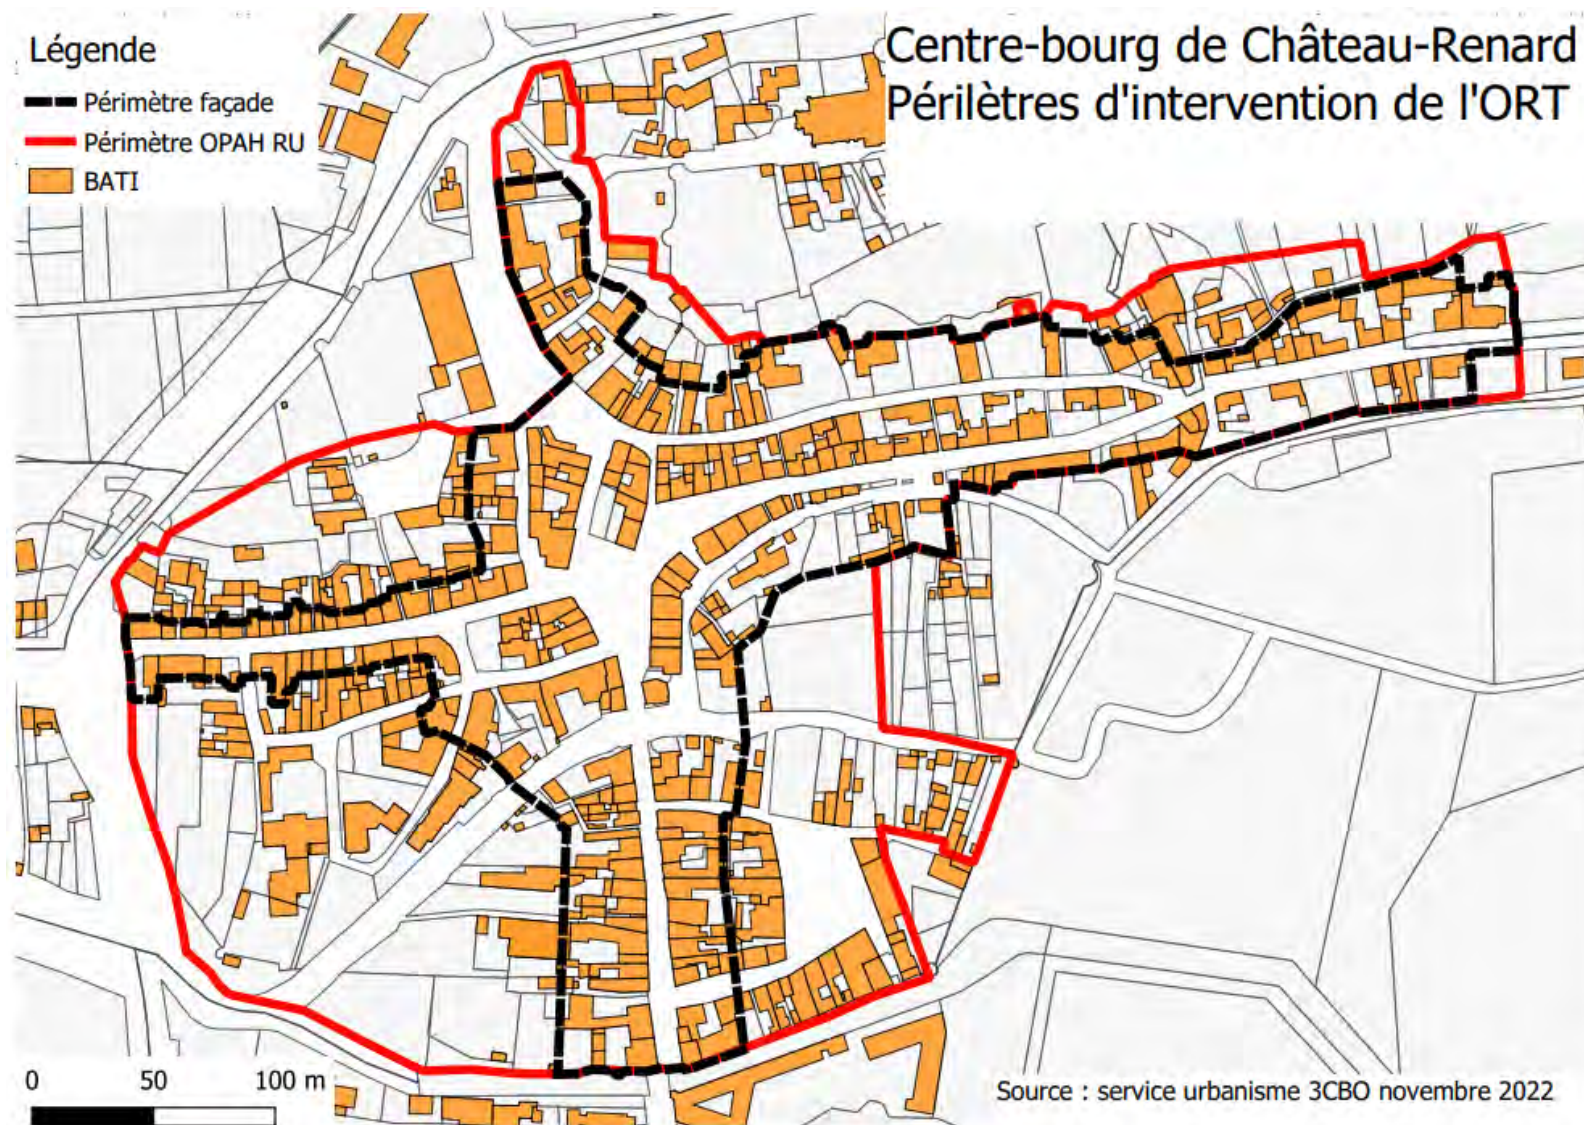 Centre-bourg de Château-Renard
Périlètres d'intervention de l'ORT
Légende
Périmètre façade
Périmètre OPAH RU
BATI
0 50 100 m
Source : service urbanisme 3CBO novembre 2022